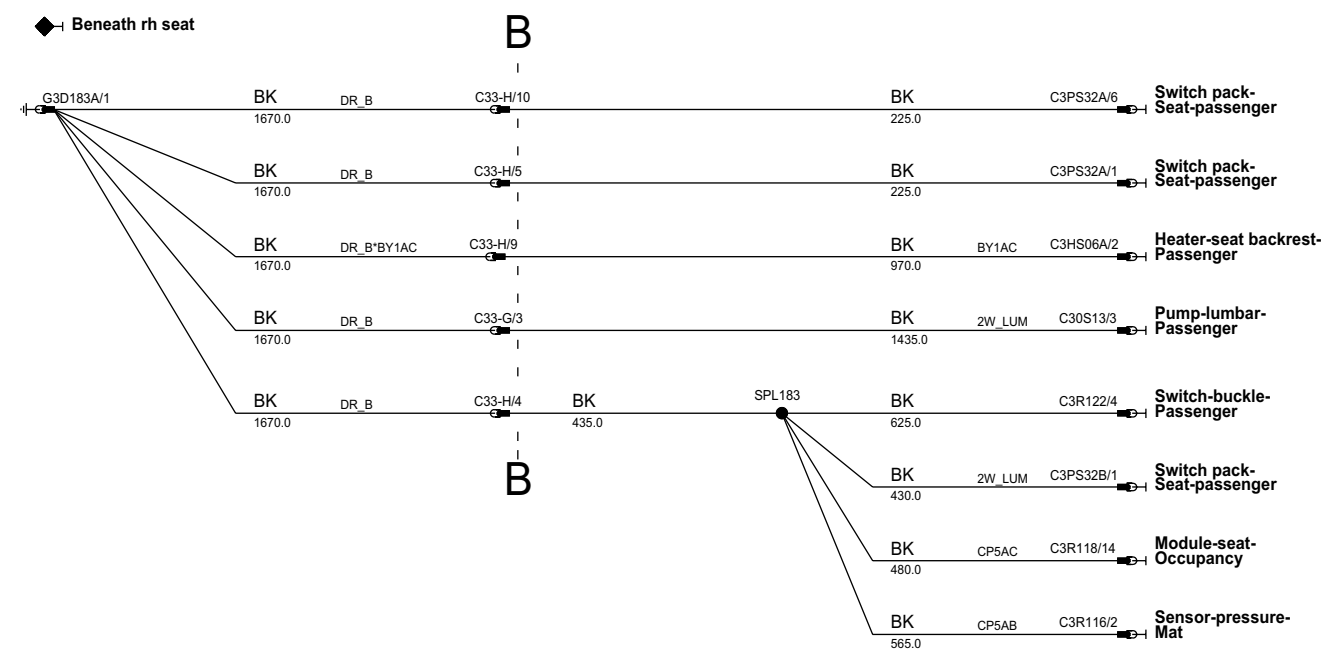 Beneath rh seat
B
G3D183A/1 BK DR_B C33-H/10 BK C3PS32A/6 Switch pack-
Seat-passenger
1670.0 225.0
BK DR_B C33-H/5 BK C3PS32A/1 Switch pack-
Seat-passenger
1670.0 225.0
BK DR_B*BY1AC C33-H/9 BK BY1AC C3HS06A/2 Heater-seat backrest-
Passenger
1670.0 970.0
BK DR_B C33-G/3 BK 2W_LUM C30S13/3 Pump-lumbar-
Passenger
1670.0 1435.0
BK DR_B C33-H/4 BK SPL183 BK C3R122/4 Switch-buckle-
Passenger
1670.0 435.0 625.0
B
BK 2W_LUM C3PS32B/1 Switch pack-
Seat-passenger
430.0
BK CP5AC C3R118/14 Module-seat-
Occupancy
480.0
BK CP5AB C3R116/2 Sensor-pressure-
Mat
565.0